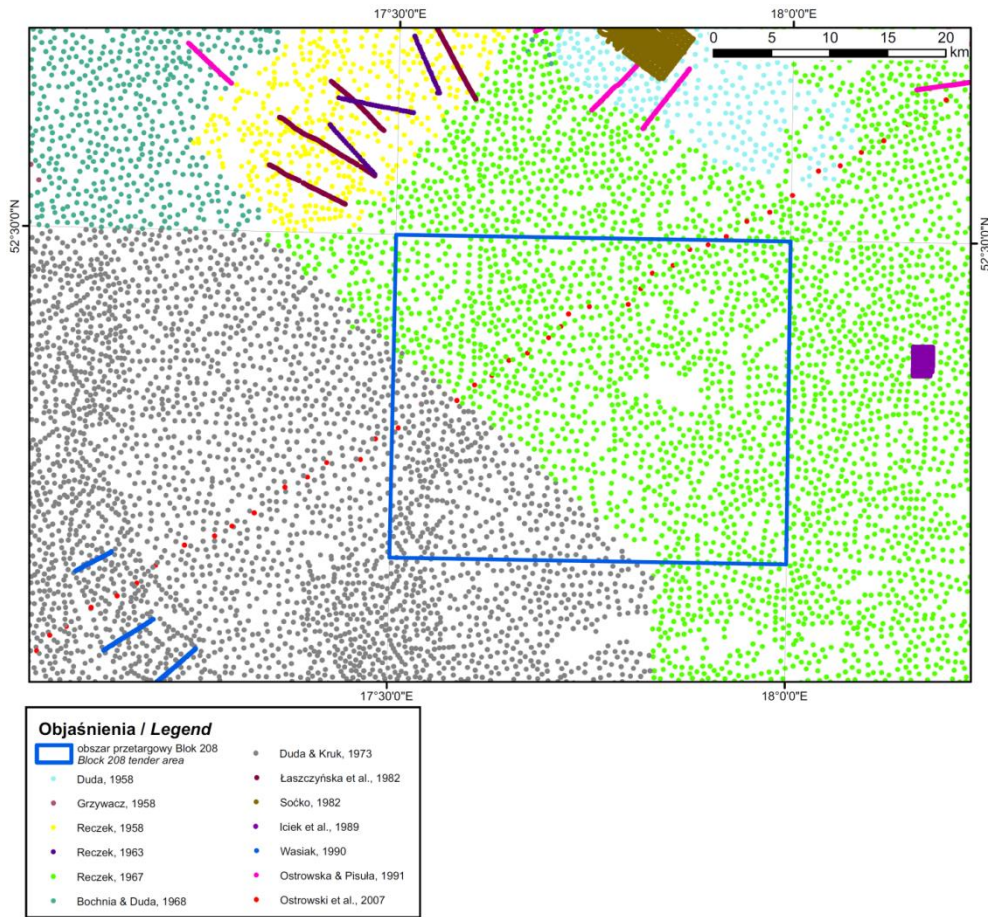 17°30'0"E
18°0'0"E
0 5 10 15 20
km
52°30'0"N
52°30'0"N
17°30'0"E
18°0'0"E
Objaśnienia / Legend
obszar przetargowy Blok 208
Block 208 tender area
Duda, 1958
Grzywacz, 1958
Reczek, 1958
Reczek, 1963
Reczek, 1967
Bochnia & Duda, 1968
Duda & Kruk, 1973
Łaszczyńska et al., 1982
Soćko, 1982
Iciek et al., 1989
Wasiak, 1990
Ostrowska & Pisuła, 1991
Ostrowski et al., 2007